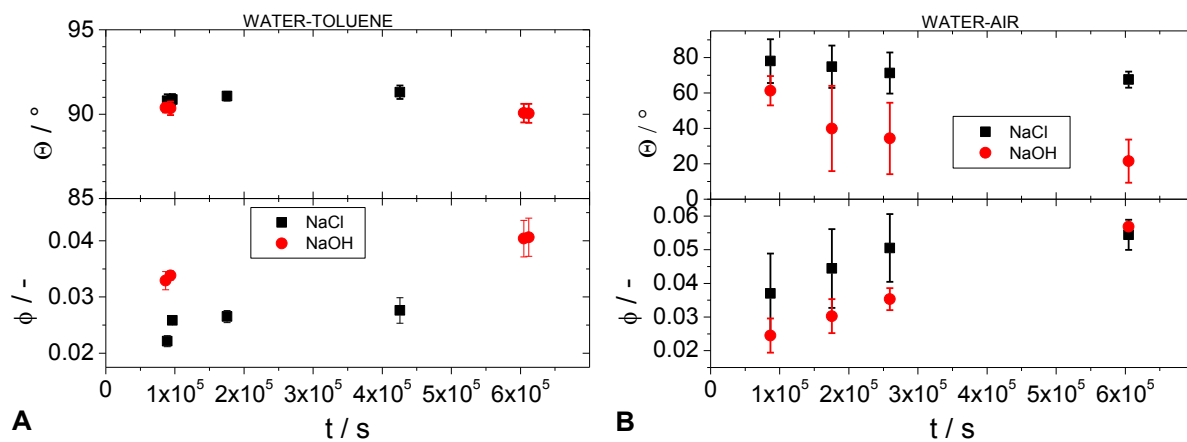 WATER-TOLUENE
95
90
85
Θ / °
NaCl
NaOH
0.04
0.03
0.02
ϕ / -
0 1x10⁵ 2x10⁵ 3x10⁵ 4x10⁵ 5x10⁵ 6x10⁵
t / s
A
WATER-AIR
80
60
40
20
0
Θ / °
NaCl
NaOH
0.06
0.05
0.04
0.03
0.02
ϕ / -
0 1x10⁵ 2x10⁵ 3x10⁵ 4x10⁵ 5x10⁵ 6x10⁵
t / s
B